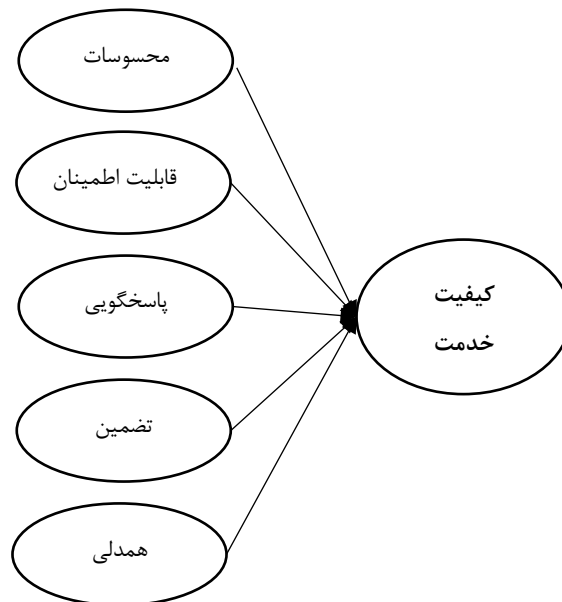 محسوسات
قابلیت اطمینان
پاسخگویی
تضمین
همدلی
کیفیت
خدمت